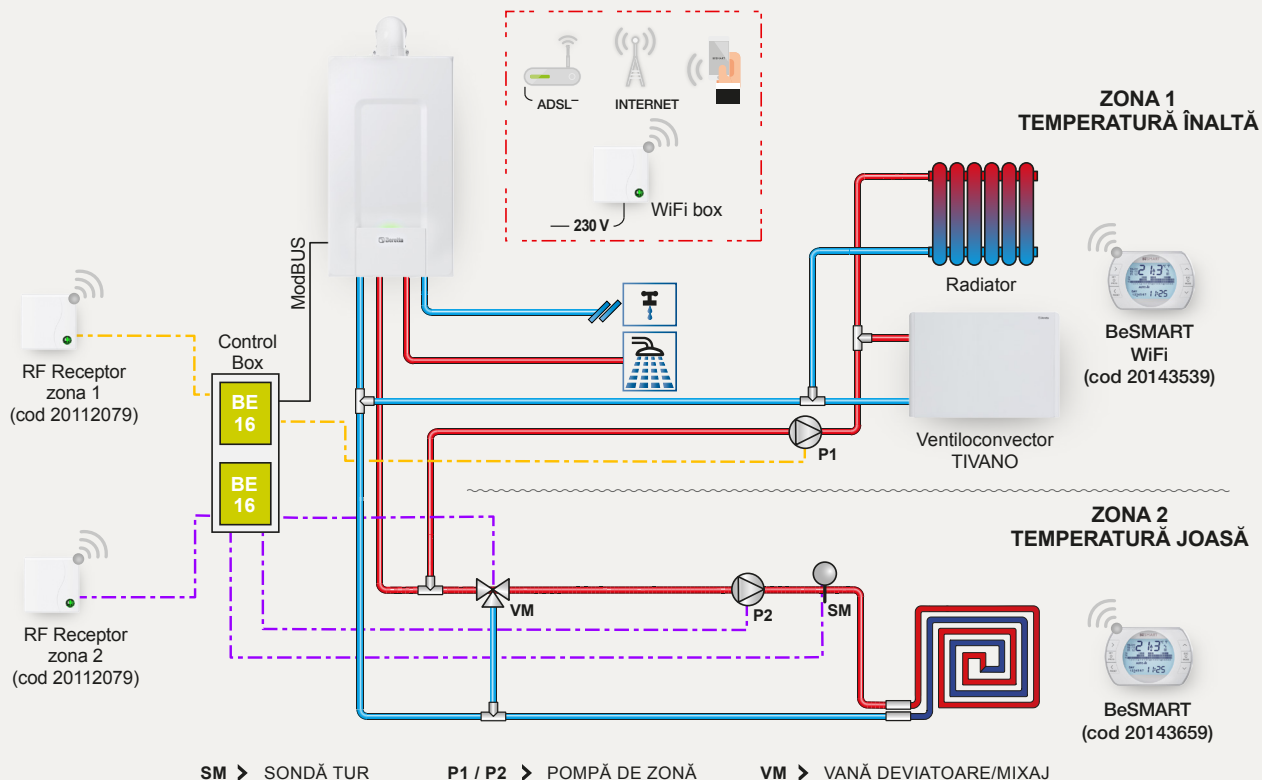 ADSL
INTERNET
WiFi box
230 V
ZONA 1
TEMPERATURĂ ÎNALTĂ
Beretta
ModBUS
Radiator
BeSMART
WiFi
(cod 20143539)
RF Receptor
zona 1
(cod 20112079)
Control
Box
BE
16
BE
16
P1
Ventiloconvector
TIVANO
ZONA 2
TEMPERATURĂ JOASĂ
RF Receptor
zona 2
(cod 20112079)
VM
P2
SM
BeSMART
(cod 20143659)
SM > SONDĂ TUR
P1 / P2 > POMPĂ DE ZONĂ
VM > VANĂ DEVIATOARE/MIXAJ